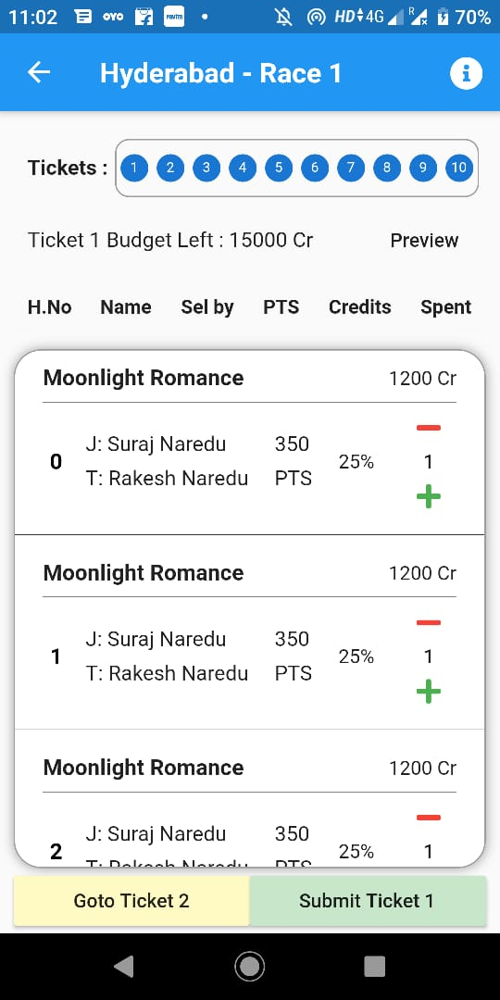 11:02 OYO Paytm HD 4G R 70%
Hyderabad - Race 1
Tickets : 1 2 3 4 5 6 7 8 9 10
Ticket 1 Budget Left : 15000 Cr Preview
H.No Name Sel by PTS Credits Spent
Moonlight Romance 1200 Cr
J: Suraj Naredu 350
0 25% 1
T: Rakesh Naredu PTS
Moonlight Romance 1200 Cr
J: Suraj Naredu 350
1 25% 1
T: Rakesh Naredu PTS
Moonlight Romance 1200 Cr
J: Suraj Naredu 350
2 25% 1
T: Rakesh Naredu PTS
Goto Ticket 2 Submit Ticket 1